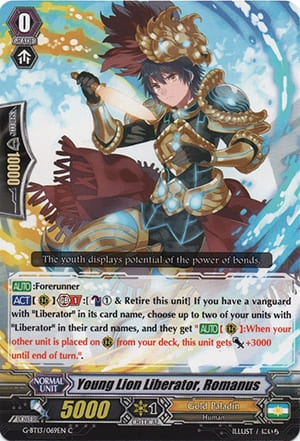 0
GRADE
10000
The youth displays potential of the power of bonds.
AUTO:Forerunner
ACT [R] 17:[1 & Retire this unit] If you have a vanguard
with "Liberator" in its card name, choose up to two of your units with
"Liberator" in their card names, and they get "AUTO [R]:When your
other unit is placed on R from your deck, this unit gets +3000
until end of turn.".
NORMAL UNIT
Young Lion Liberator, Romanus
5000
1
CRITICAL
Gold Paladin
Human
G-BT13/069EN C
ILLUST /